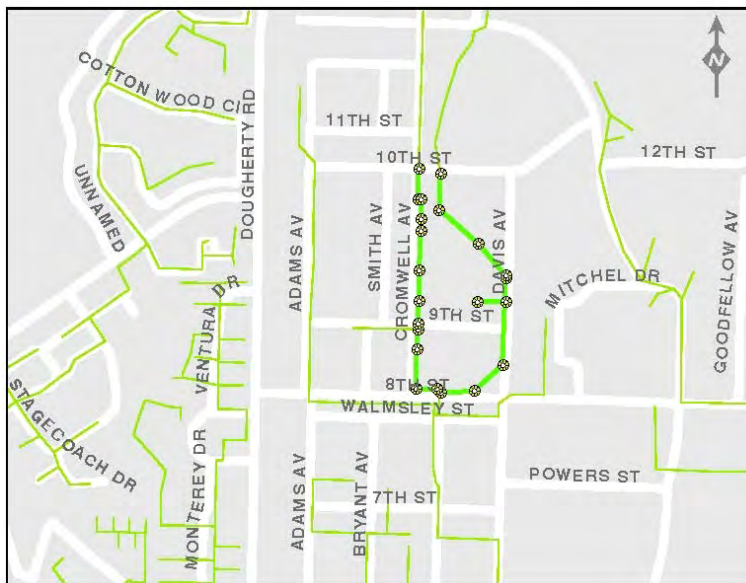 COTTON WOOD CIR
DOUGHERTY RD
UNNAMED
11TH ST
10TH ST
12TH ST
ADAMS AV
SMITH AV
CROMWELL AV
DAVIS AV
MITCHEL DR
GOODFELLOW AV
N
VENTURA DR
9TH ST
8TH ST
WALMSLEY ST
STAGECOACH DR
MONTEREY DR
ADAMS AV
BRYANT AV
7TH ST
POWERS ST